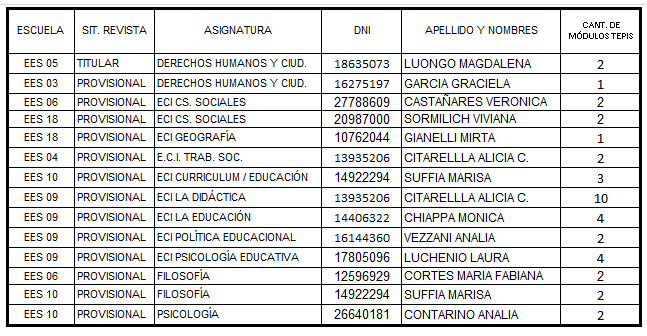 ESCUELA SIT. REVISTA ASIGNATURA DNI APELLIDO Y NOMBRES CANT. DE MÓDULOS TEPIS
EES 05 TITULAR DERECHOS HUMANOS Y CIUD. 18635073 LUONGO MAGDALENA 2
EES 03 PROVISIONAL DERECHOS HUMANOS Y CIUD. 16275197 GARCIA GRACIELA 1
EES 06 PROVISIONAL ECI CS. SOCIALES 27788609 CASTAÑARES VERONICA 2
EES 18 PROVISIONAL ECI CS. SOCIALES 20987000 SORMILICH VIVIANA 2
EES 18 PROVISIONAL ECI GEOGRAFÍA 10762044 GIANELLI MIRTA 1
EES 04 PROVISIONAL E.C.I. TRAB. SOC. 13935206 CITARELLLA ALICIA C. 2
EES 10 PROVISIONAL ECI CURRICULUM / EDUCACIÓN 14922294 SUFFIA MARISA 3
EES 09 PROVISIONAL ECI LA DIDÁCTICA 13935206 CITARELLLA ALICIA C. 10
EES 09 PROVISIONAL ECI LA EDUCACIÓN 14406322 CHIAPPA MONICA 4
EES 09 PROVISIONAL ECI POLÍTICA EDUCACIONAL 16144360 VEZZANI ANALIA 2
EES 09 PROVISIONAL ECI PSICOLOGÍA EDUCATIVA 17805096 LUCHENIO LAURA 4
EES 06 PROVISIONAL FILOSOFÍA 12596929 CORTES MARIA FABIANA 2
EES 10 PROVISIONAL FILOSOFÍA 14922294 SUFFIA MARISA 2
EES 10 PROVISIONAL PSICOLOGÍA 26640181 CONTARINO ANALIA 2